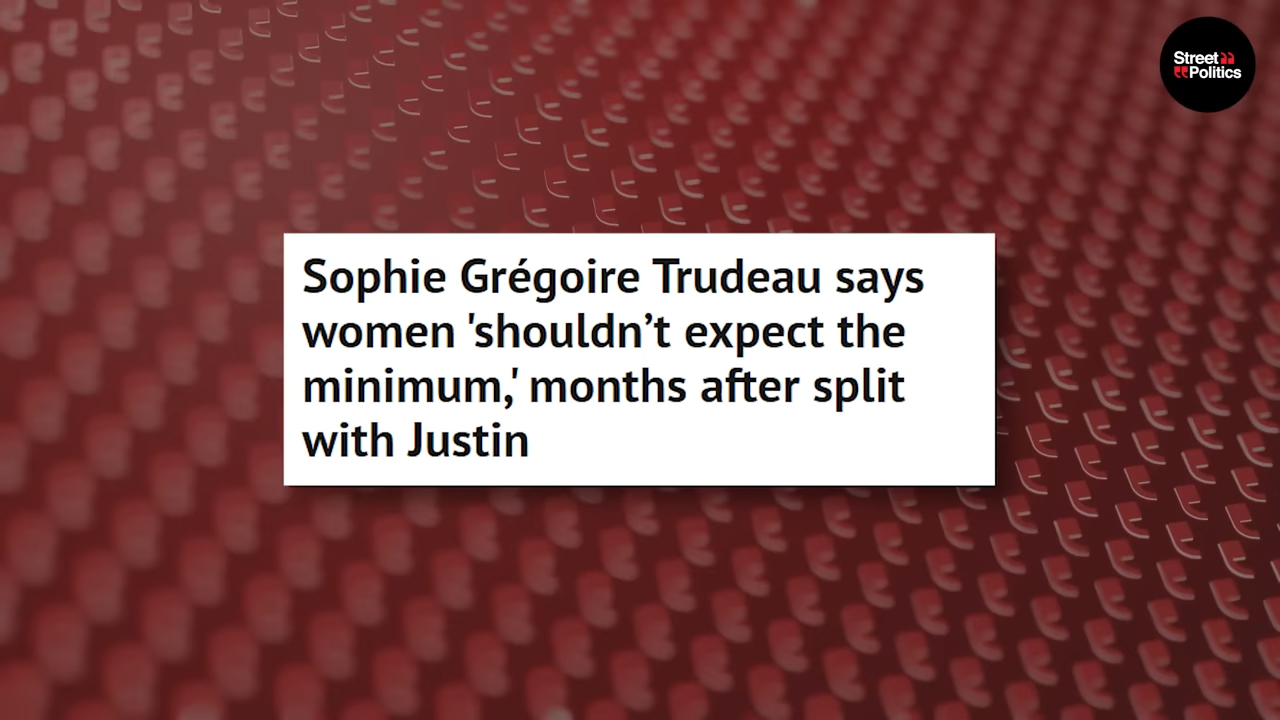 Street
Politics
Sophie Grégoire Trudeau says
women 'shouldn’t expect the
minimum,' months after split
with Justin